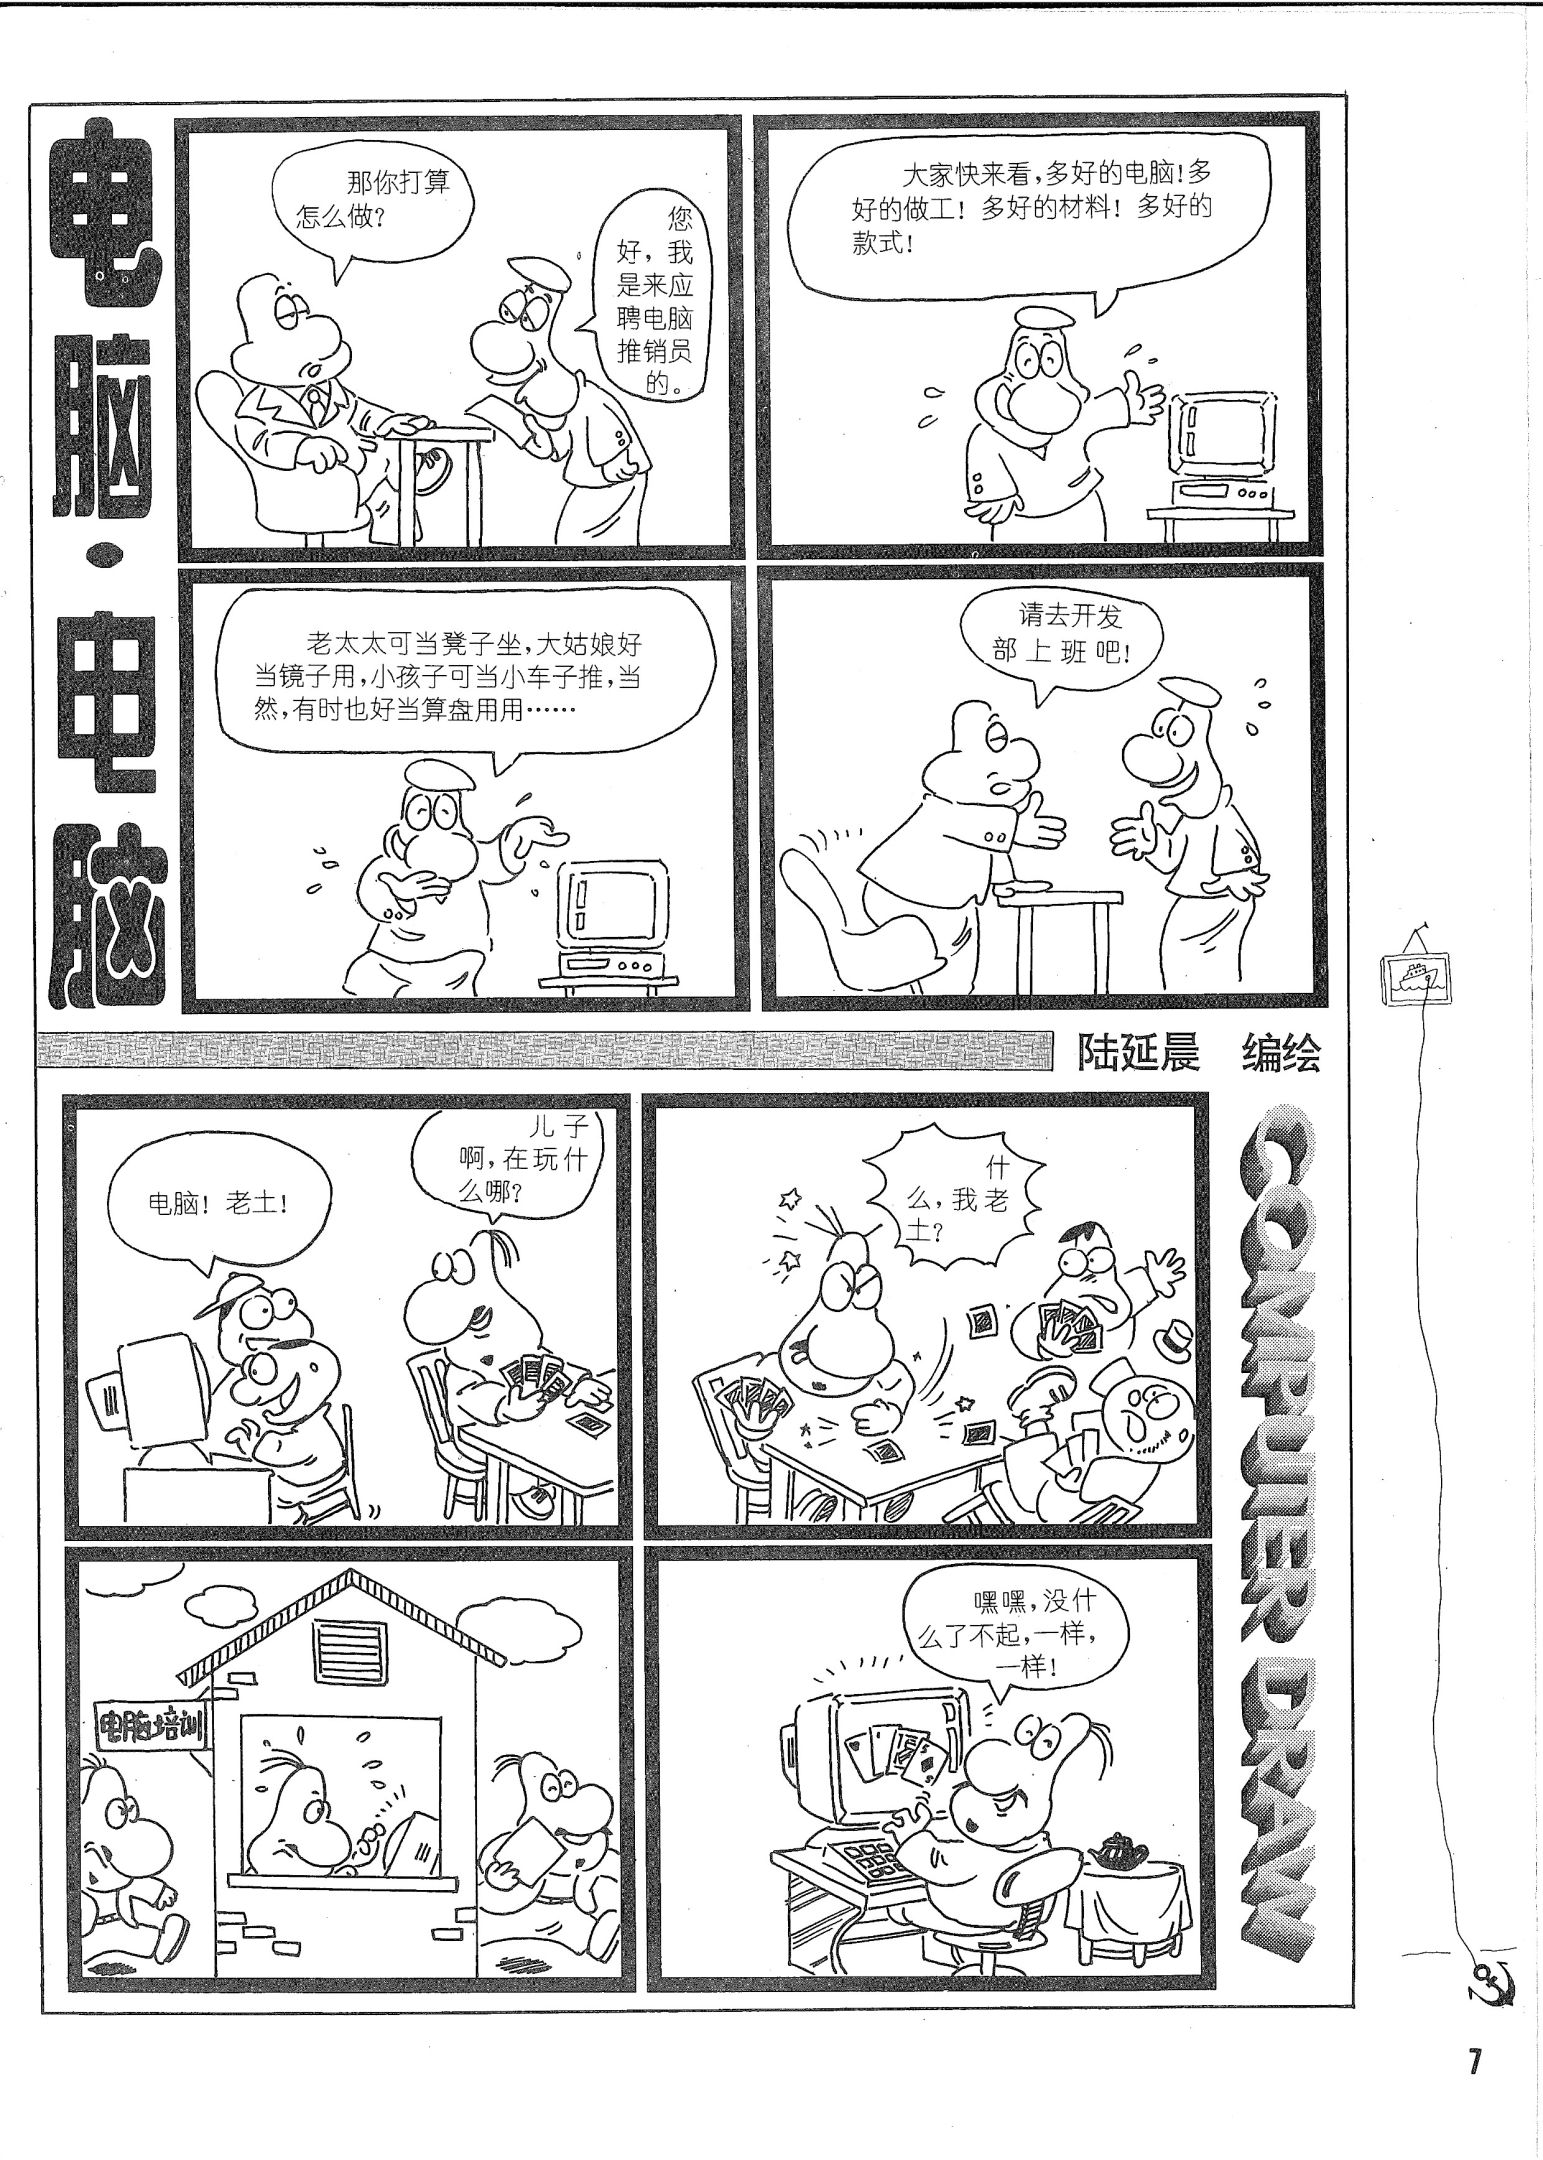 电脑·电脑
那你打算
怎么做？
您
好，我
是来应
聘电脑
推销员
的。
大家快来看，多好的电脑！多
好的做工！多好的材料！多好的
款式！
老太太可当凳子坐，大姑娘好
当镜子用，小孩子可当小车子推，当
然，有时也好当算盘用用……
请去开发
部上班吧！
陆延晨　编绘
电脑！老土！
儿子
啊，在玩什
么哪？
什
么，我老
土？
电脑培训
嘿嘿，没什
么了不起，一样，
一样！
COMPUTER DRAW
7